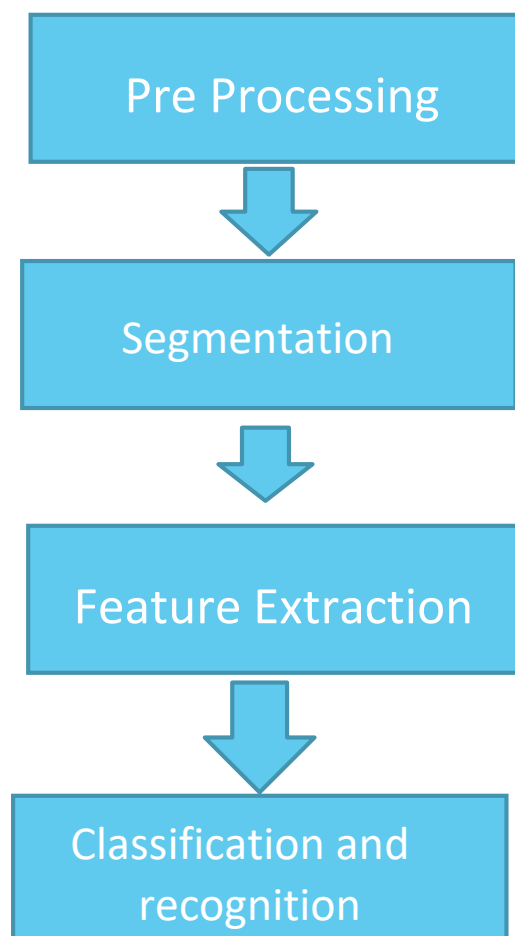 Pre Processing
Segmentation
Feature Extraction
Classification and
recognition